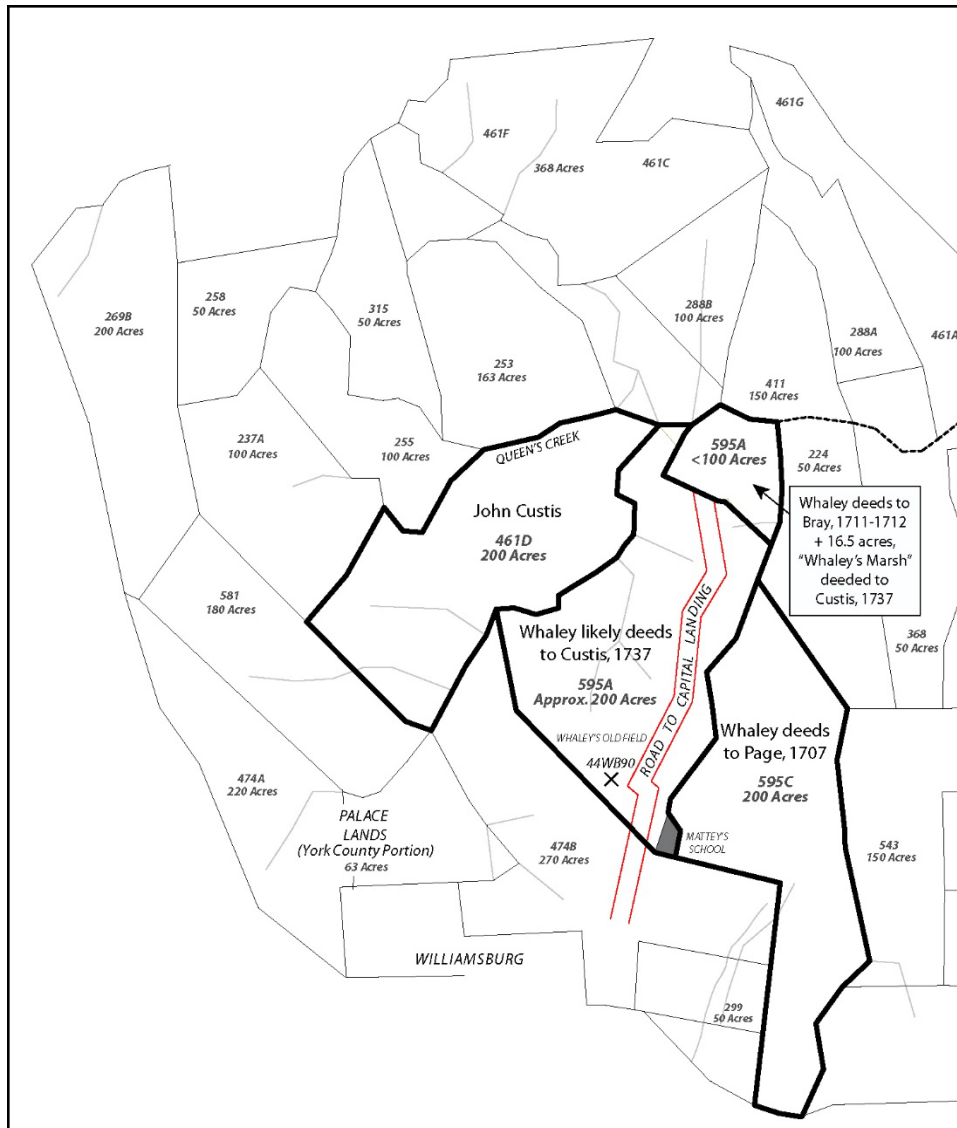 461G
461F
368 Acres
461C
269B
200 Acres
258
50 Acres
315
50 Acres
288B
100 Acres
288A
100 Acres
461A
253
163 Acres
411
150 Acres
237A
100 Acres
255
100 Acres
QUEEN'S CREEK
595A
<100 Acres
224
50 Acres
John Custis
461D
200 Acres
Whaley deeds to
Bray, 1711-1712
+ 16.5 acres,
“Whaley's Marsh”
deeded to
Custis, 1737
581
180 Acres
Whaley likely deeds
to Custis, 1737
595A
Approx. 200 Acres
ROAD TO CAPITAL LANDING
368
50 Acres
WHALEY'S OLD FIELD
44WB90
Whaley deeds
to Page, 1707
595C
200 Acres
474A
220 Acres
PALACE
LANDS
(York County Portion)
63 Acres
474B
270 Acres
MATTEY'S
SCHOOL
543
150 Acres
WILLIAMSBURG
299
50 Acres